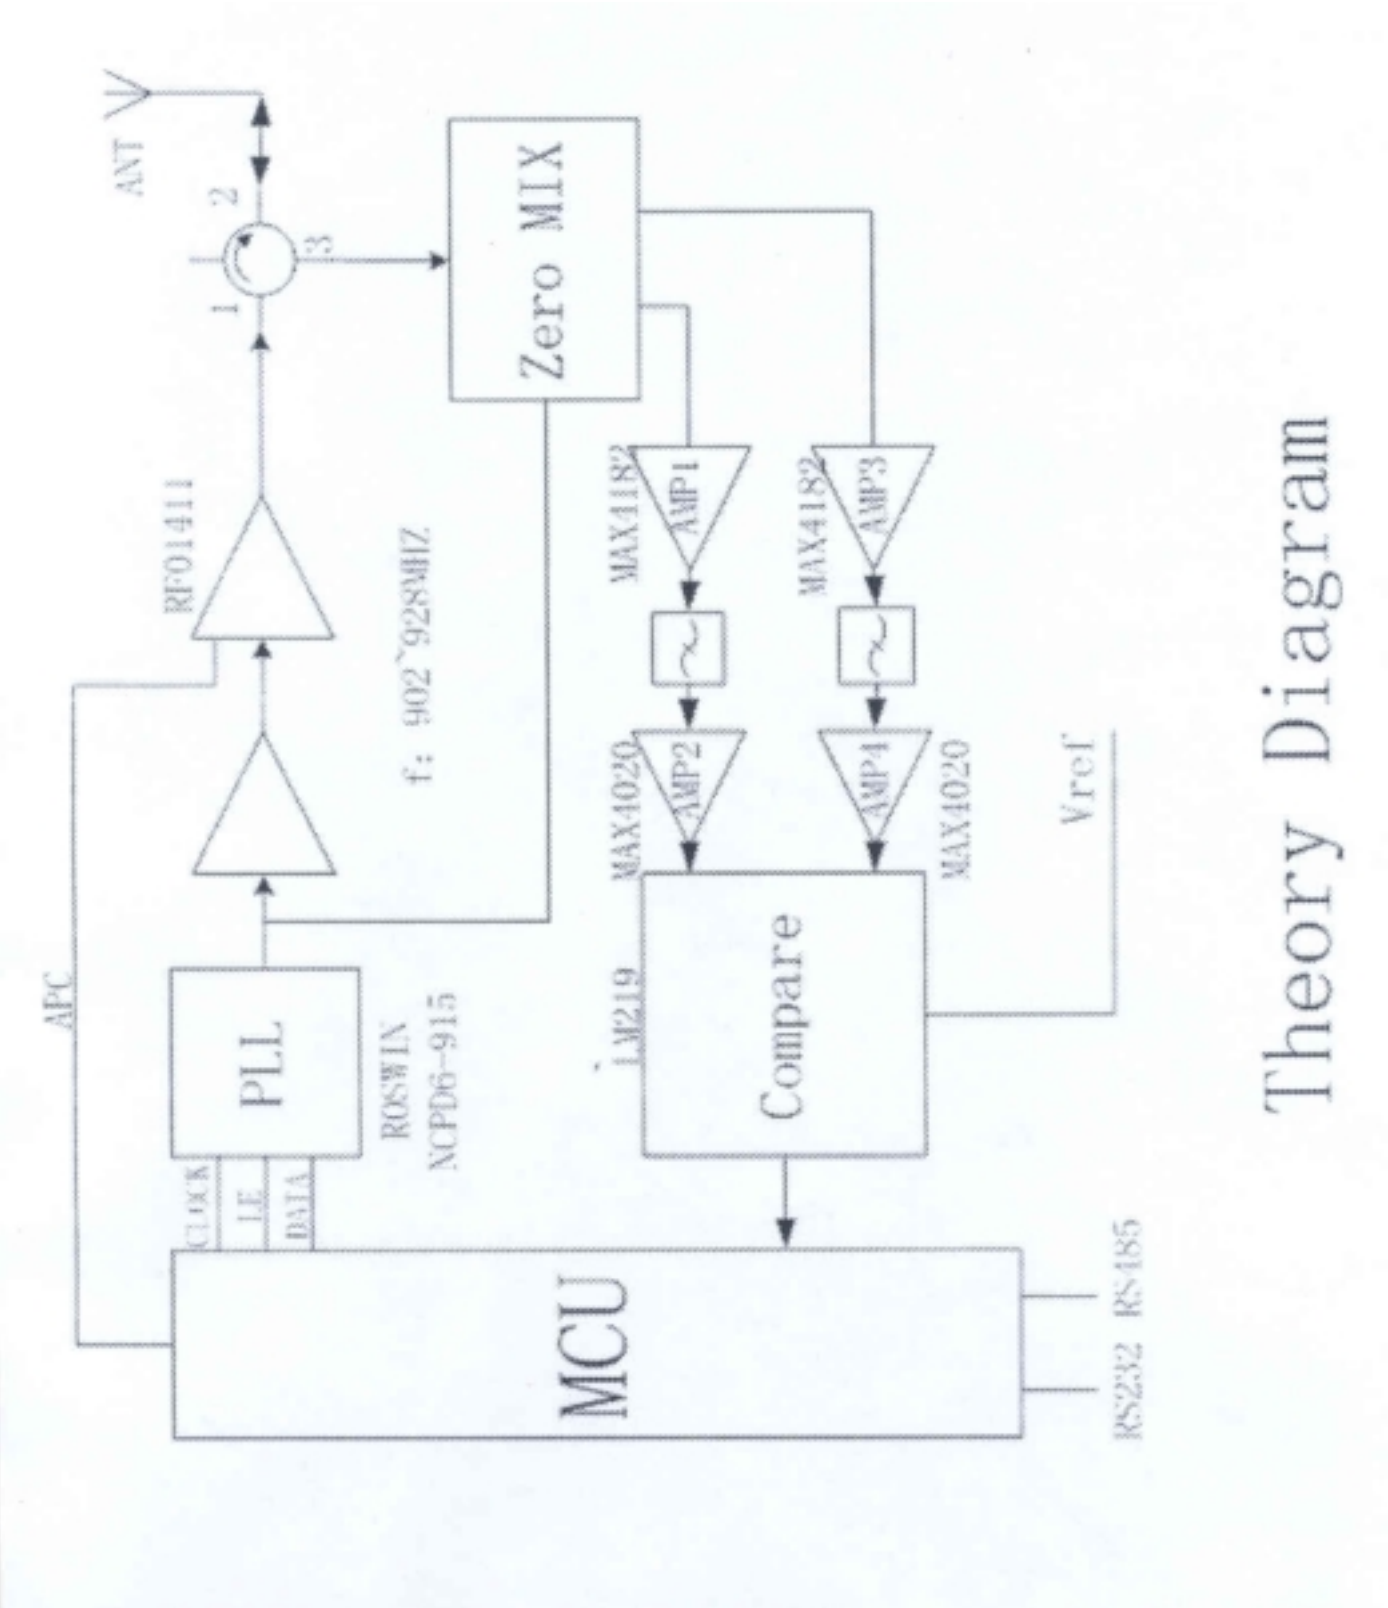 APC
ANT
RF01411
1
2
3
CLOCK
LE
DATA
PLL
ROSWIN
NCPD6-915
f: 902~928MHZ
Zero MIX
MCU
LM219
Compare
MAX4020
AMP2
MAX4182
AMP1
AMP4
MAX4020
MAX4182
AMP3
Vref
RS232 RS485
Theory Diagram